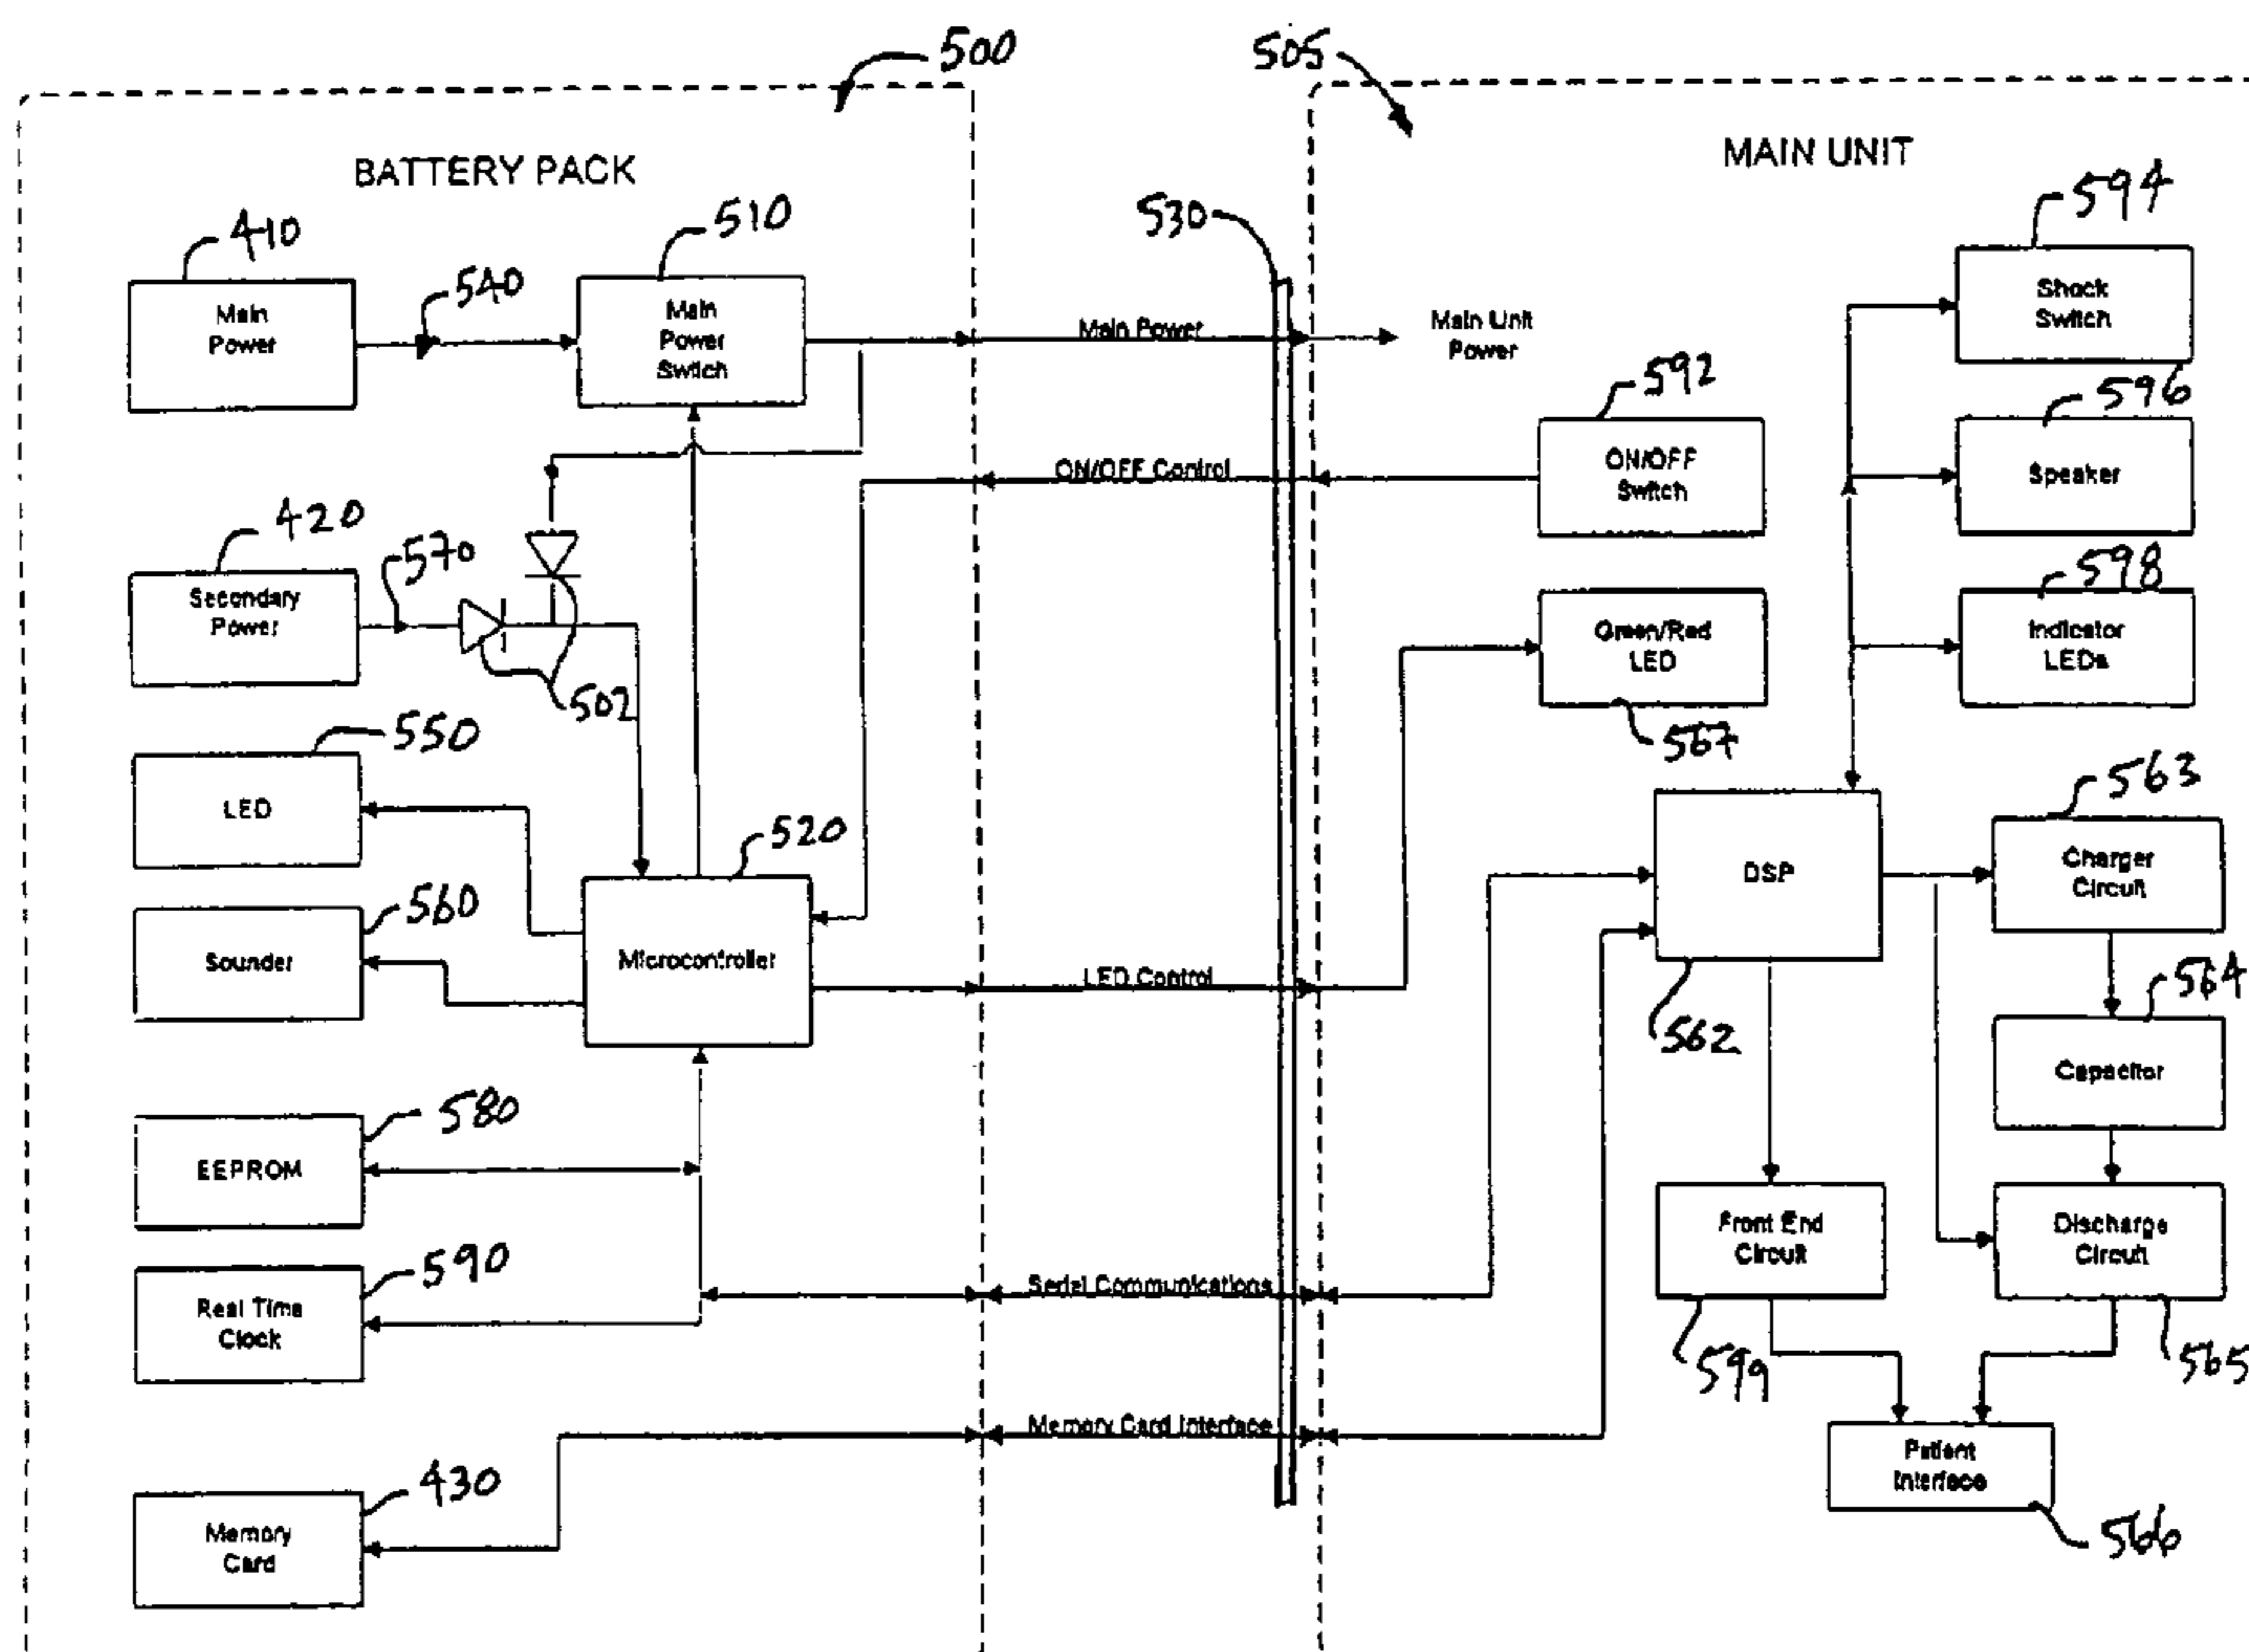 500
505
BATTERY PACK
MAIN UNIT
410
Main
Power
540
510
Main
Power
Switch
Main Power
530
Main Unit
Power
594
Shock
Switch
592
ON/OFF
Switch
ON/OFF Control
596
Speaker
420
Secondary
Power
570
502
Green/Red
LED
567
598
Indicator
LEDs
550
LED
560
Sounder
520
Microcontroller
LED Control
DSP
562
563
Charger
Circuit
564
Capacitor
580
EEPROM
590
Real Time
Clock
Serial Communications
Front End
Circuit
599
Discharge
Circuit
565
Memory Card Interface
430
Memory
Card
Patient
Interface
566